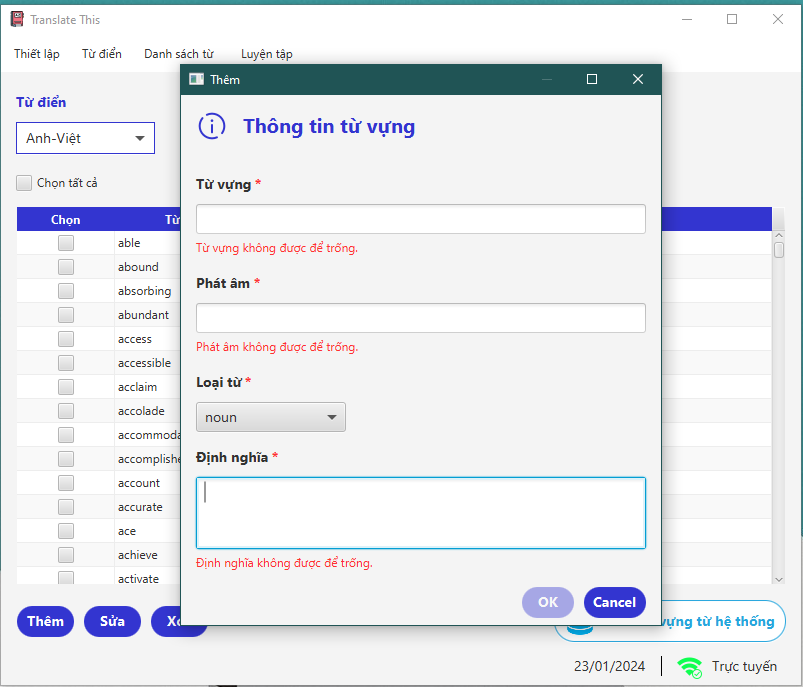 Translate This
Thiết lập Từ điển Danh sách từ Luyện tập
Thêm
Từ điển
Thông tin từ vựng
Anh-Việt
Chọn tất cả
Từ vựng *
Chọn Từ
Từ vựng không được để trống.
able
abound
absorbing
abundant
access
accessible
acclaim
accolade
accommoda
accomplishe
account
accurate
ace
achieve
activate
Phát âm *
Phát âm không được để trống.
Loại từ *
noun
Định nghĩa *
Định nghĩa không được để trống.
OK Cancel
Thêm Sửa X vựng từ hệ thống
23/01/2024 Trực tuyến